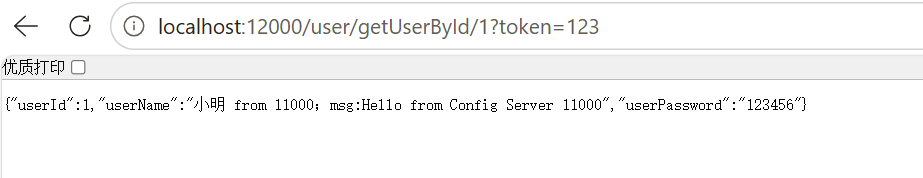 localhost:12000/user/getUserById/1?token=123
优质打印
{"userId":1,"userName":"小明 from 11000；msg:Hello from Config Server 11000","userPassword":"123456"}